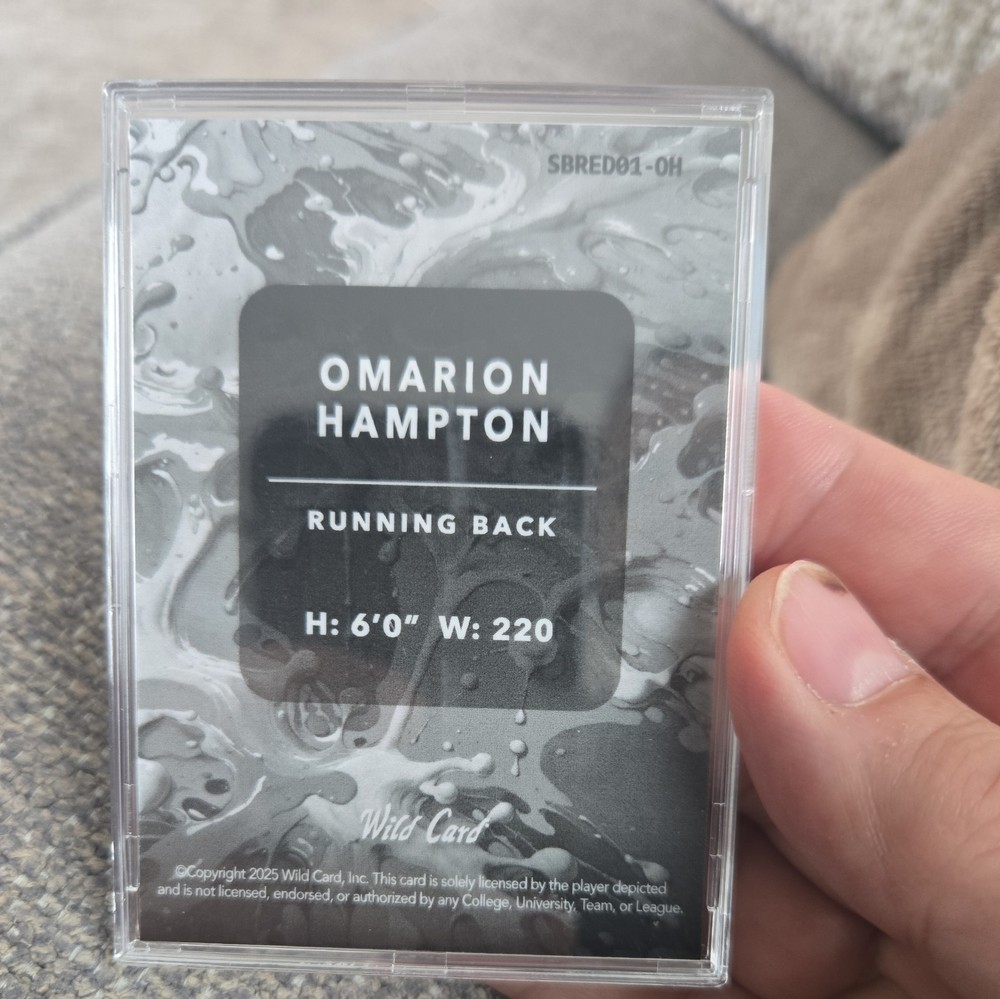 SBRED01-OH
OMARION
HAMPTON
RUNNING BACK
H: 6'0" W: 220
Wild Card
©Copyright 2025 Wild Card, Inc. This card is solely licensed by the player depicted
and is not licensed, endorsed, or authorized by any College, University, Team, or League.